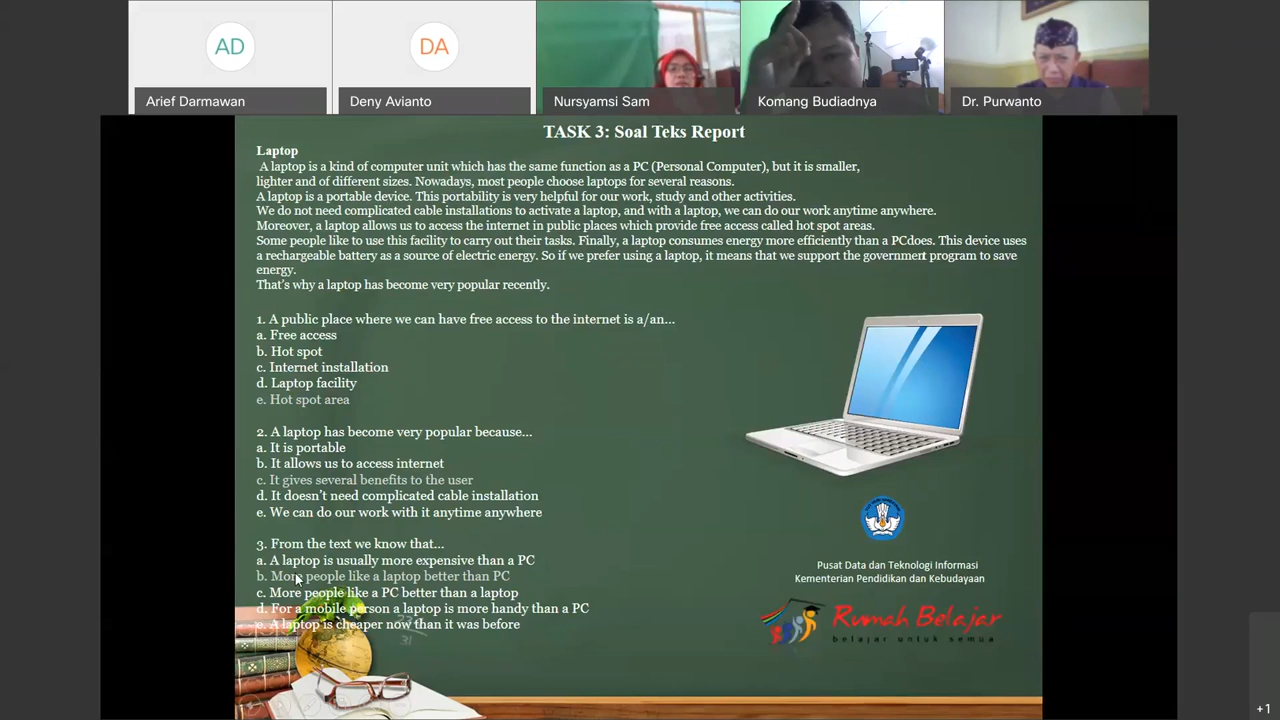 AD
DA
Arief Darmawan
Deny Avianto
Nursyamsi Sam
Komang Budiadnya
Dr. Purwanto
TASK 3: Soal Teks Report
Laptop
A laptop is a kind of computer unit which has the same function as a PC (Personal Computer), but it is smaller,
lighter and of different sizes. Nowadays, most people choose laptops for several reasons.
A laptop is a portable device. This portability is very helpful for our work, study and other activities.
We do not need complicated cable installations to activate a laptop, and with a laptop, we can do our work anytime anywhere.
Moreover, a laptop allows us to access the internet in public places which provide free access called hot spot areas.
Some people like to use this facility to carry out their tasks. Finally, a laptop consumes energy more efficiently than a PCdoes. This device uses
a rechargeable battery as a source of electric energy. So if we prefer using a laptop, it means that we support the government program to save
energy.
That's why a laptop has become very popular recently.
1. A public place where we can have free access to the internet is a/an...
a. Free access
b. Hot spot
c. Internet installation
d. Laptop facility
e. Hot spot area
2. A laptop has become very popular because...
a. It is portable
b. It allows us to access internet
c. It gives several benefits to the user
d. It doesn't need complicated cable installation
e. We can do our work with it anytime anywhere
3. From the text we know that...
a. A laptop is usually more expensive than a PC
b. More people like a laptop better than PC
c. More people like a PC better than a laptop
d. For a mobile person a laptop is more handy than a PC
e. A laptop is cheaper now than it was before
31
Pusat Data dan Teknologi Informasi
Kementerian Pendidikan dan Kebudayaan
Rumah Belajar
belajar untuk semua
+1